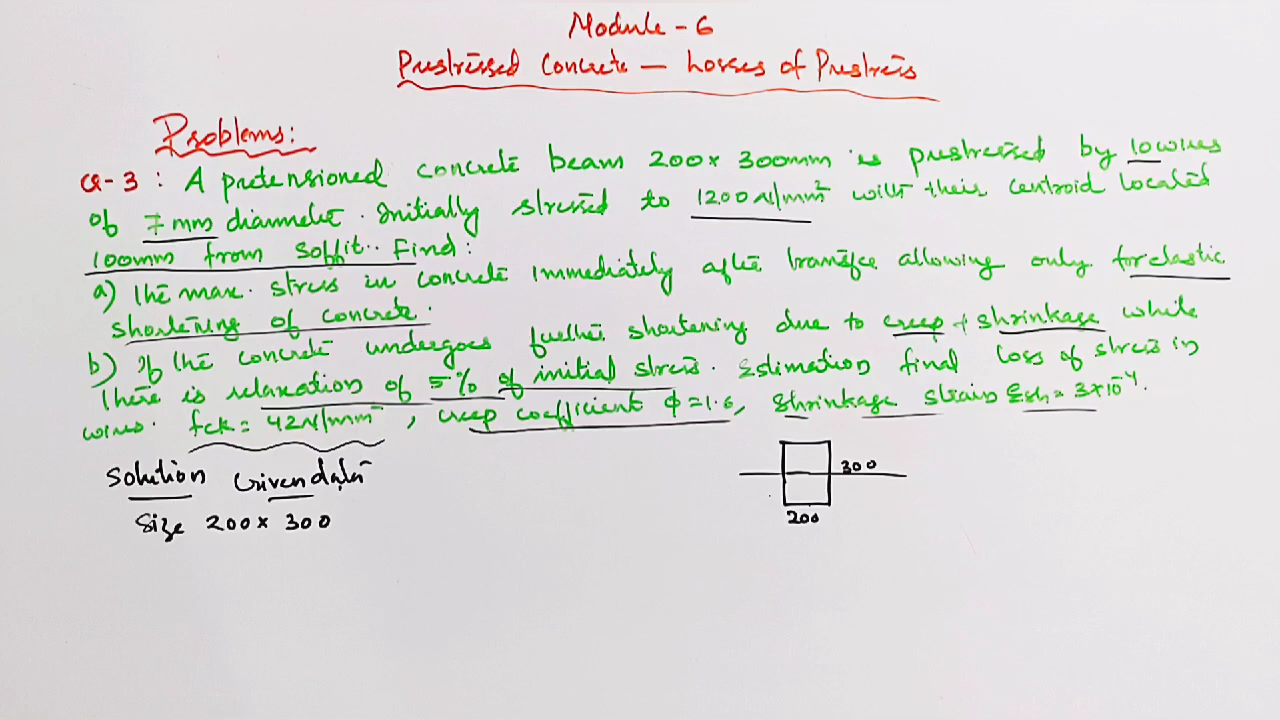 Module - 6
Prestressed Concrete — Losses of Prestress
Problems:
Q-3 : A pretensioned concrete beam 200 x 300mm is prestressed by 10 wires
of 7 mm diameter. Initially stressed to 1200 N/mm² with their centroid located
100mm from soffit.. Find:
a) The max. stress in concrete immediately after transfer allowing only for elastic
shortening of concrete.
b) If the concrete undergoes further shortening due to creep + shrinkage while
there is relaxation of 5% of initial stress. Estimation final loss of stress in
wires. fck = 42N/mm², creep coefficient ϕ = 1.6, shrinkage strain Esh = 3x10⁻⁴.
Solution Given data
Size 200 x 300
300
200